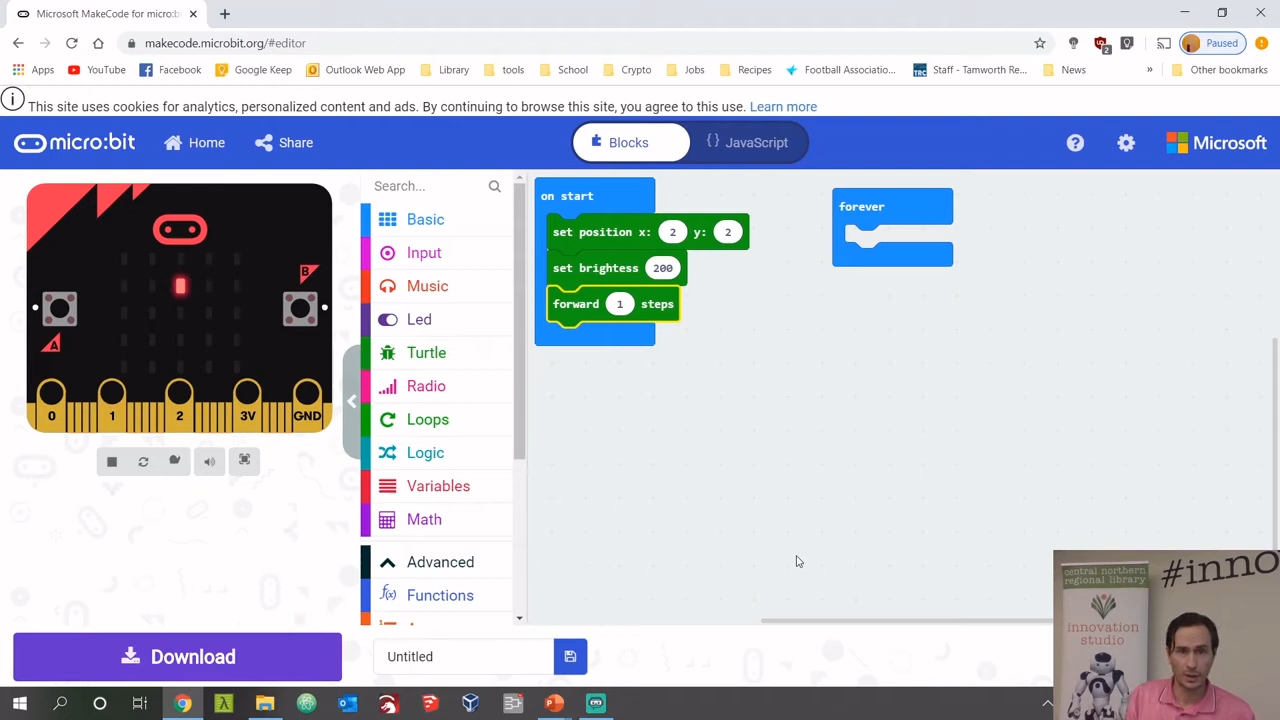 Microsoft MakeCode for micro:b
makecode.microbit.org/#editor
2
Paused
Apps
YouTube
Facebook
Google Keep
Outlook Web App
Library
tools
School
Crypto
Jobs
Recipes
Football Associatio...
TRC
Staff - Tamworth Re...
News
»
Other bookmarks
This site uses cookies for analytics, personalized content and ads. By continuing to browse this site, you agree to this use. Learn more
micro:bit
Home
Share
Blocks
{} JavaScript
?
Microsoft
A
B
0
1
2
3V
GND
Search...
Basic
Input
Music
Led
Turtle
Radio
Loops
Logic
Variables
Math
Advanced
f(x) Functions
on start
set position x: 2 y: 2
set brightess 200
forward 1 steps
forever
Download
Untitled
central northern
regional library
innovation
studio
#inno